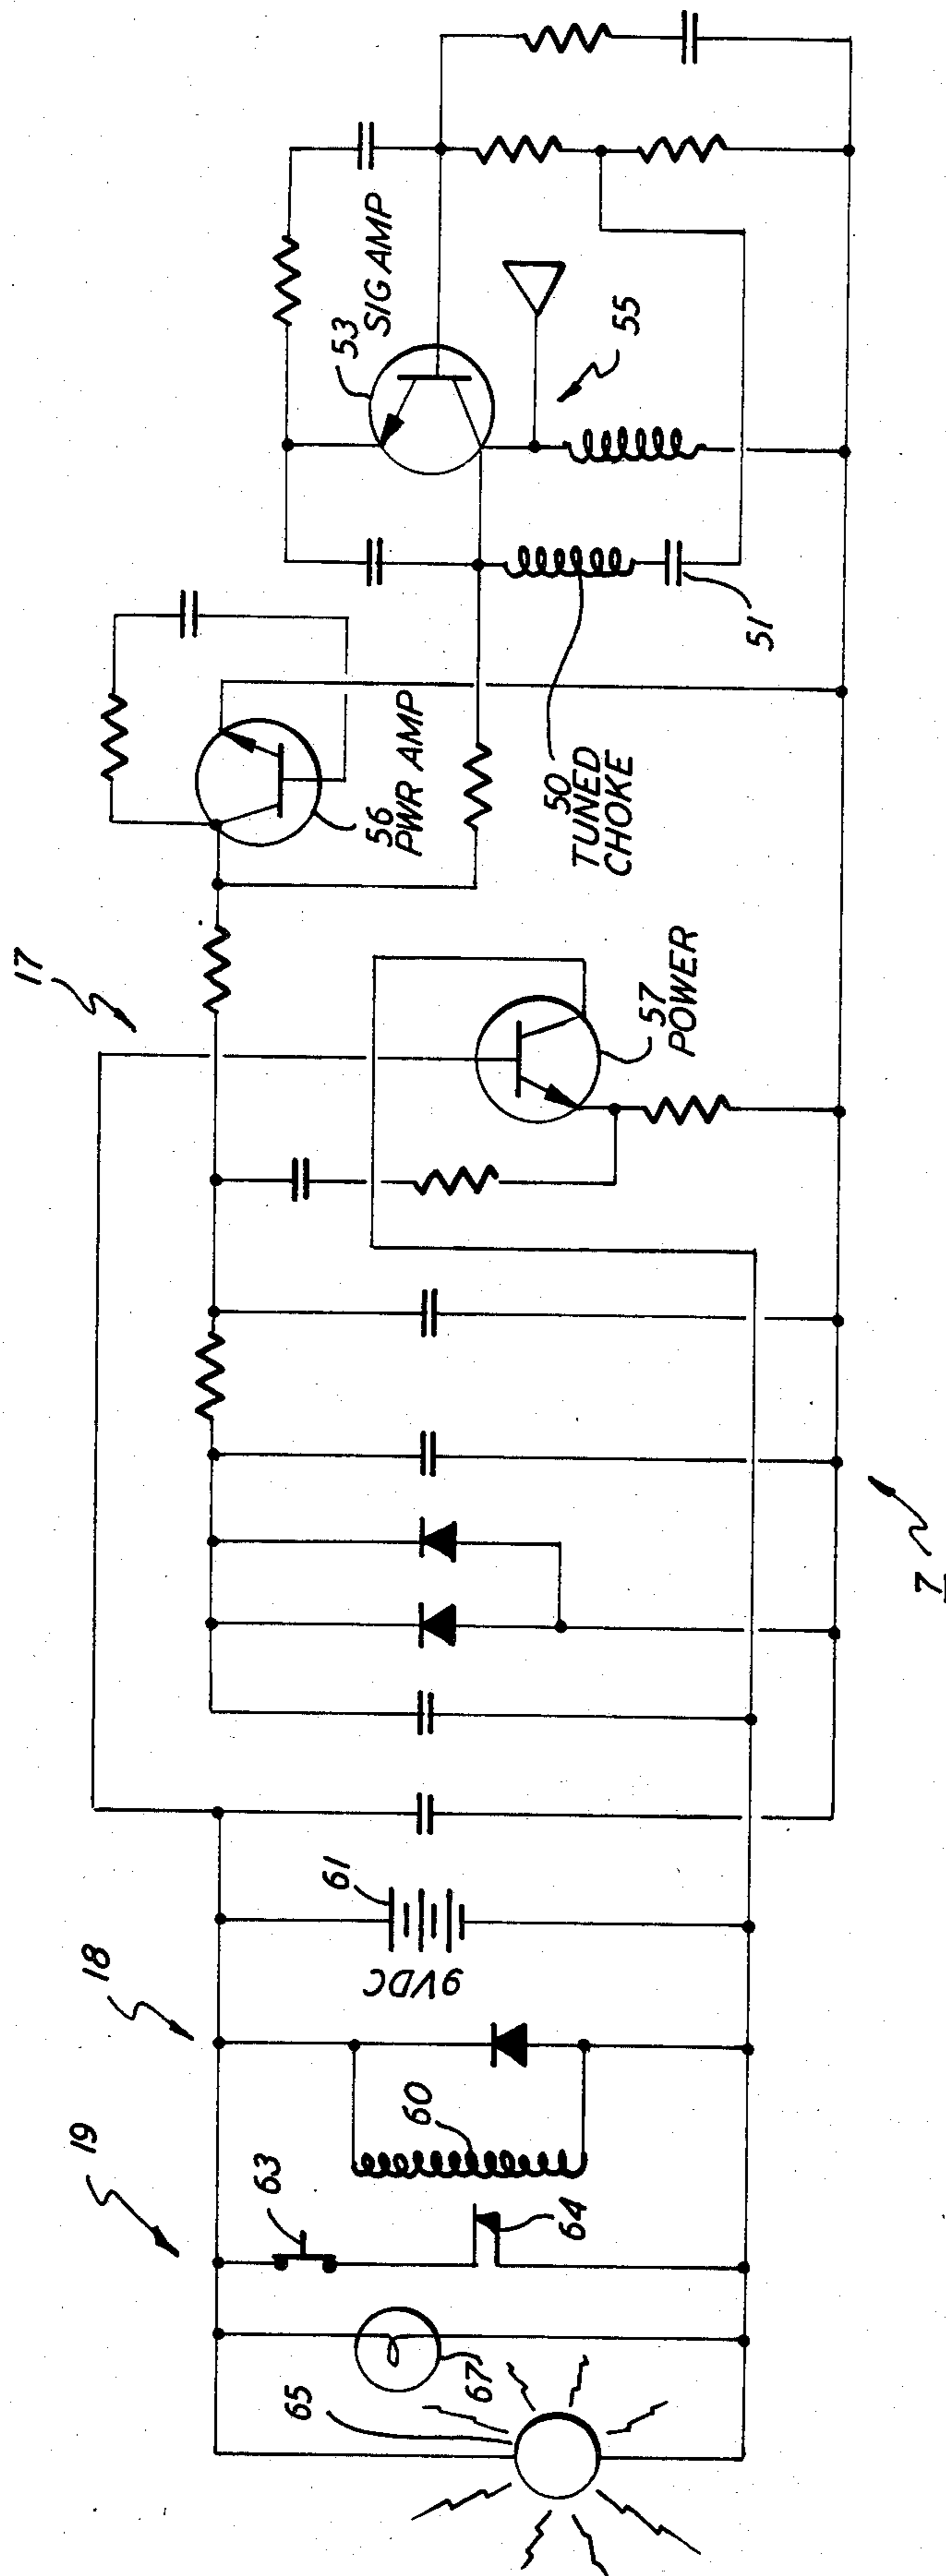 17
18
19
53
SIG AMP
55
56
PWR AMP
57
POWER
50
TUNED
CHOKE
51
61
9VDC
60
63
64
65
67
7